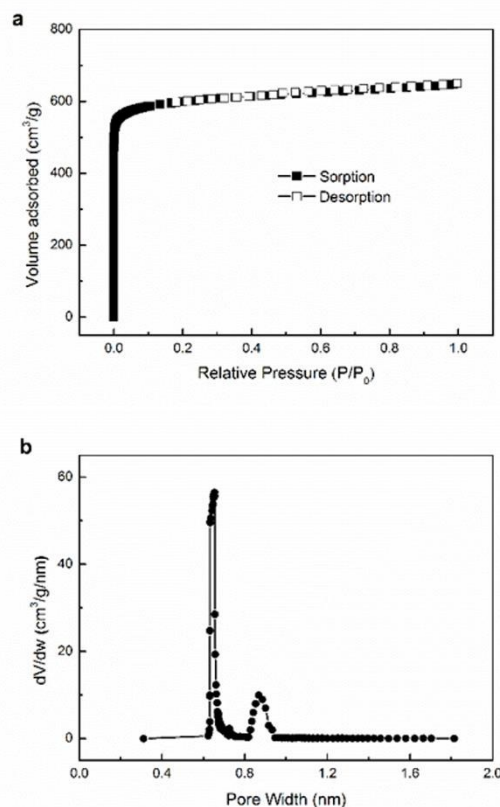 a
800
600
400
200
0
Volume adsorbed (cm³/g)
Sorption
Desorption
0.0 0.2 0.4 0.6 0.8 1.0
Relative Pressure (P/P₀)
b
60
40
20
0
dV/dw (cm³/g/nm)
0.0 0.4 0.8 1.2 1.6 2.0
Pore Width (nm)